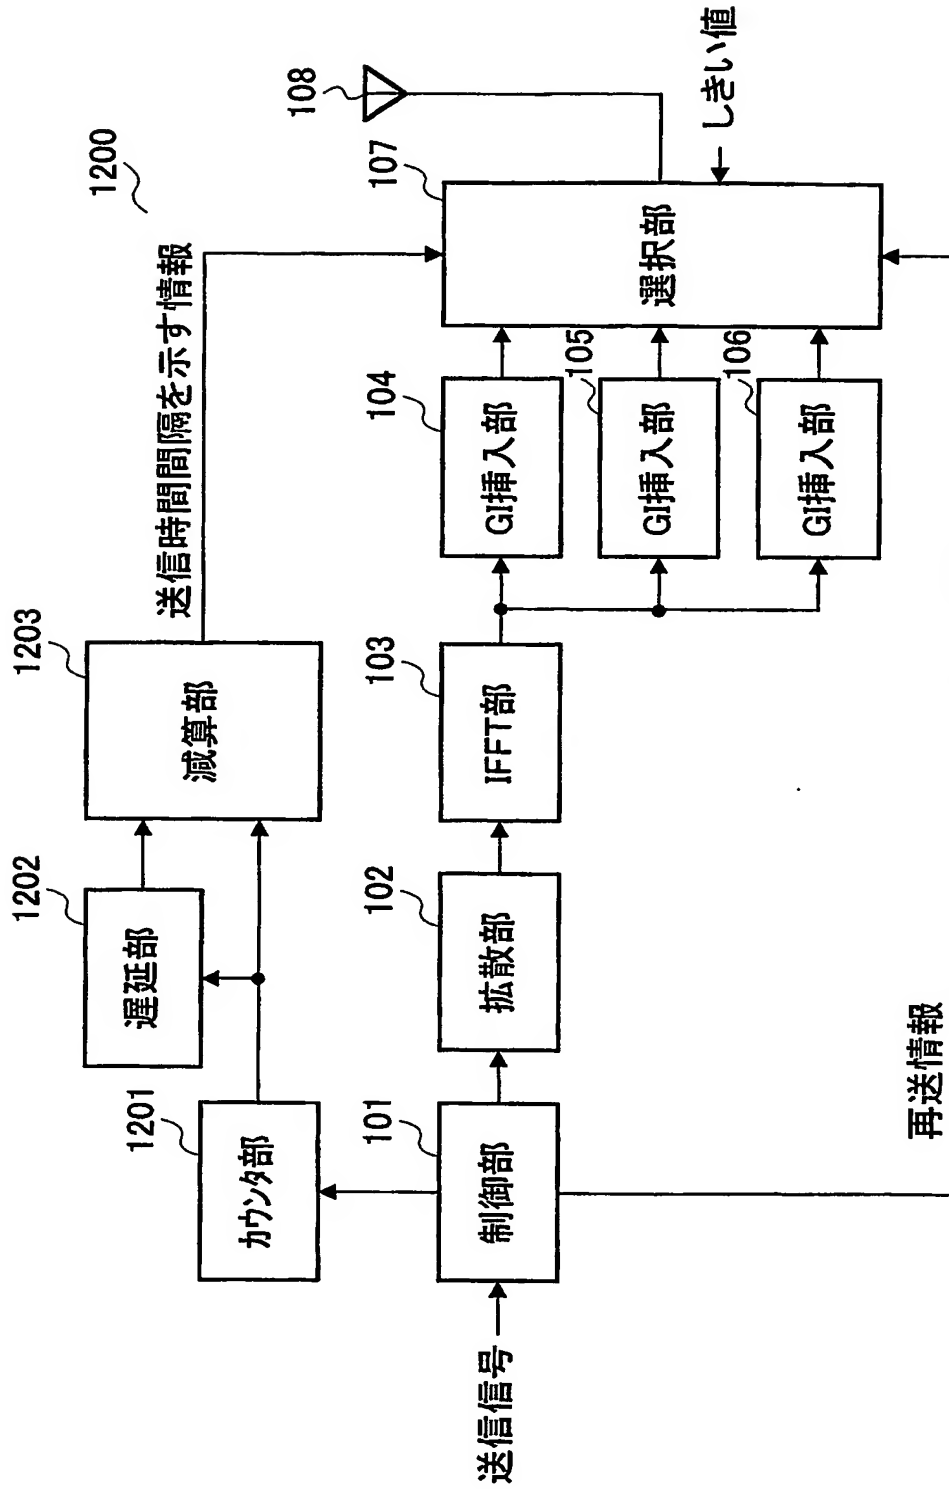 1200
1201
カウンタ部
1202
遅延部
1203
減算部
送信時間間隔を示す情報
送信信号
101
制御部
102
拡散部
103
IFFT部
104
GI挿入部
105
GI挿入部
106
GI挿入部
107
選択部
108
しきい値
再送情報